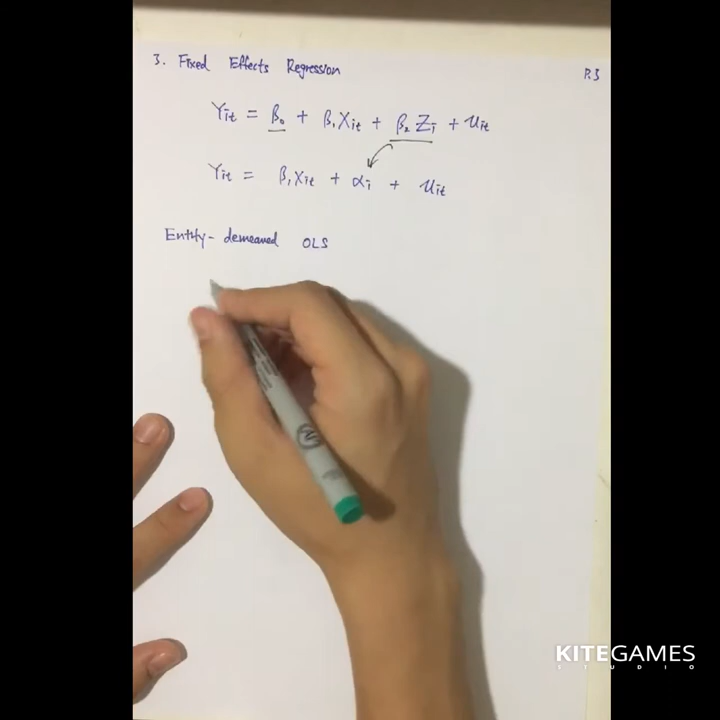 3. Fixed Effects Regression P.3
Yit = β₀ + β₁Xit + β₂Zi + uit
Yit = β₁Xit + αi + uit
Entity-demeaned OLS
KITEGAMES
STUDIO